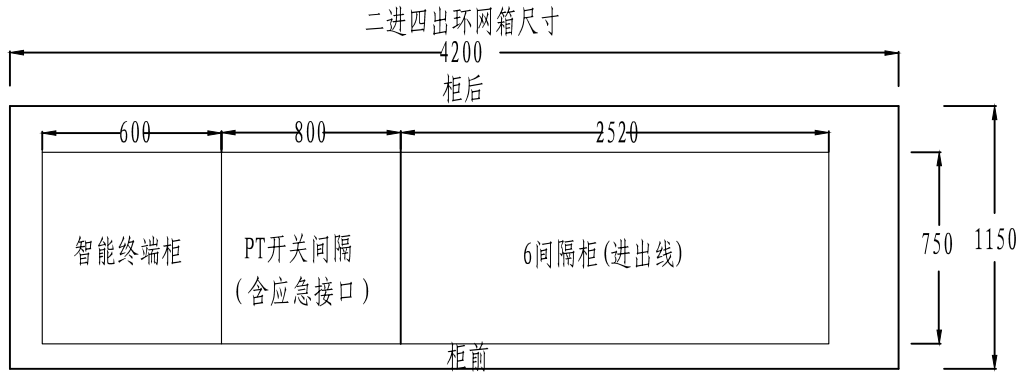 二进四出环网箱尺寸
4200
柜后
600
800
2520
智能终端柜
PT开关间隔
(含应急接口)
6间隔柜(进出线)
750
1150
柜前